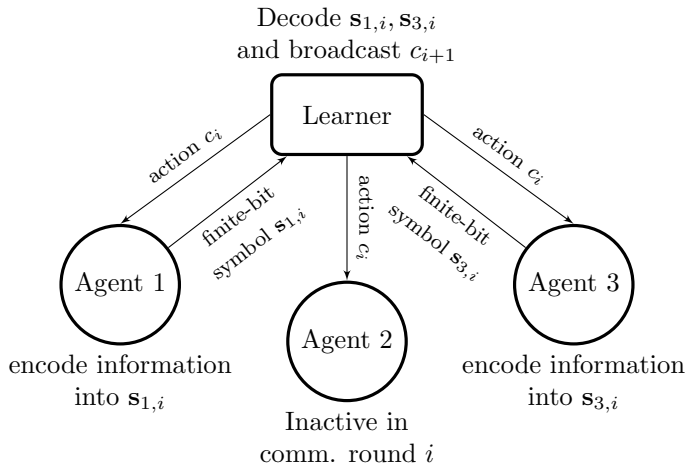 Decode s₁,ᵢ, s₃,ᵢ
and broadcast cᵢ₊₁
Learner
action cᵢ
finite-bit
symbol s₁,ᵢ
action cᵢ
finite-bit
symbol s₃,ᵢ
action cᵢ
Agent 1
Agent 2
Agent 3
encode information
into s₁,ᵢ
Inactive in
comm. round i
encode information
into s₃,ᵢ